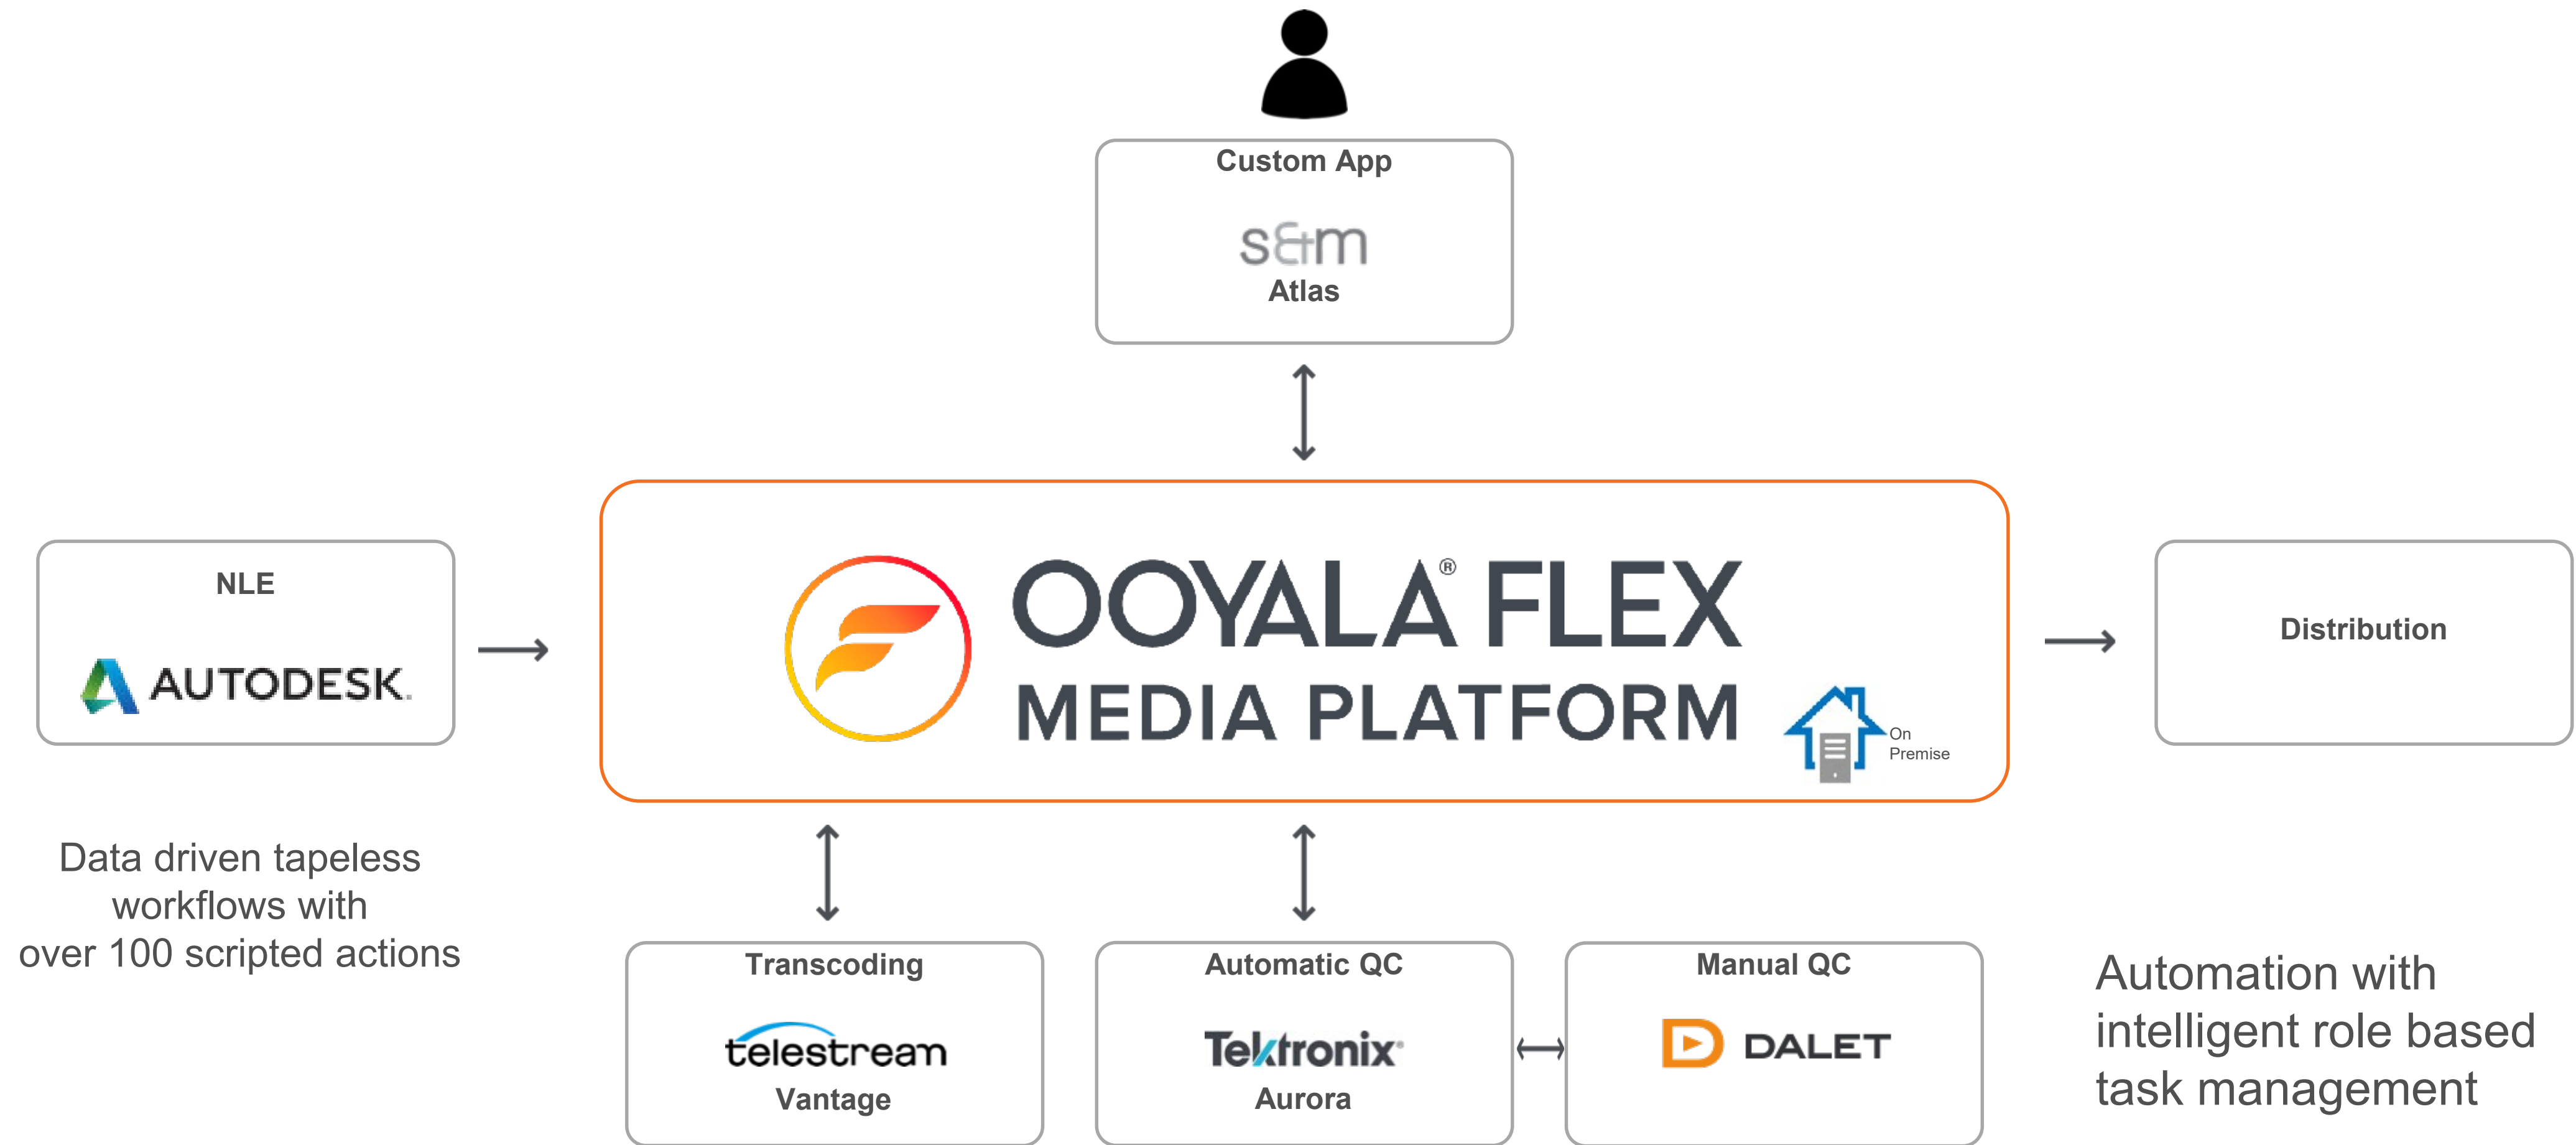 Custom App
s&m
Atlas
NLE
AUTODESK.
OOYALA® FLEX
MEDIA PLATFORM
On
Premise
Distribution
Data driven tapeless
workflows with
over 100 scripted actions
Transcoding
telestream
Vantage
Automatic QC
Tektronix®
Aurora
Manual QC
DALET
Automation with
intelligent role based
task management